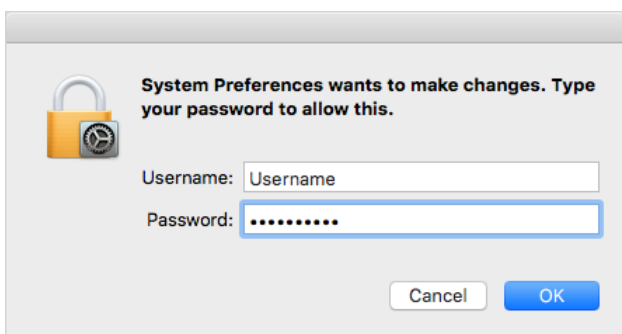 System Preferences wants to make changes. Type
your password to allow this.
Username: Username
Password: ••••••••••
Cancel OK